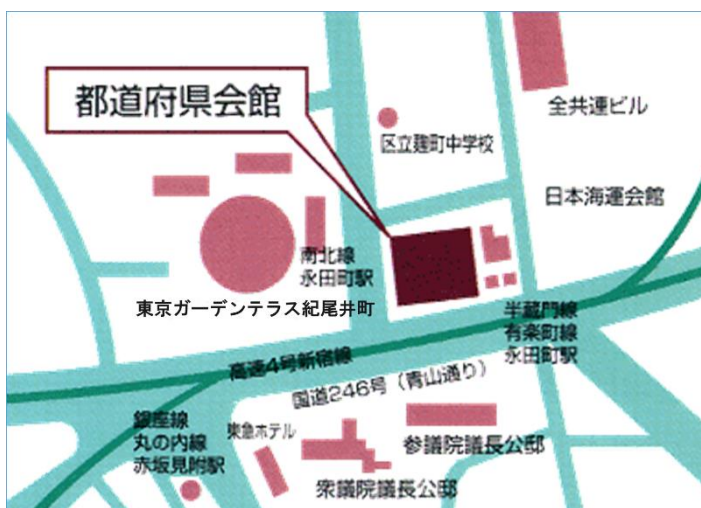 都道府県会館
全共連ビル
区立麹町中学校
日本海運会館
南北線
永田町駅
東京ガーデンテラス紀尾井町
半蔵門線
有楽町線
永田町駅
高速4号新宿線
国道246号（青山通り）
銀座線
丸の内線
赤坂見附駅
東急ホテル
参議院議長公邸
衆議院議長公邸